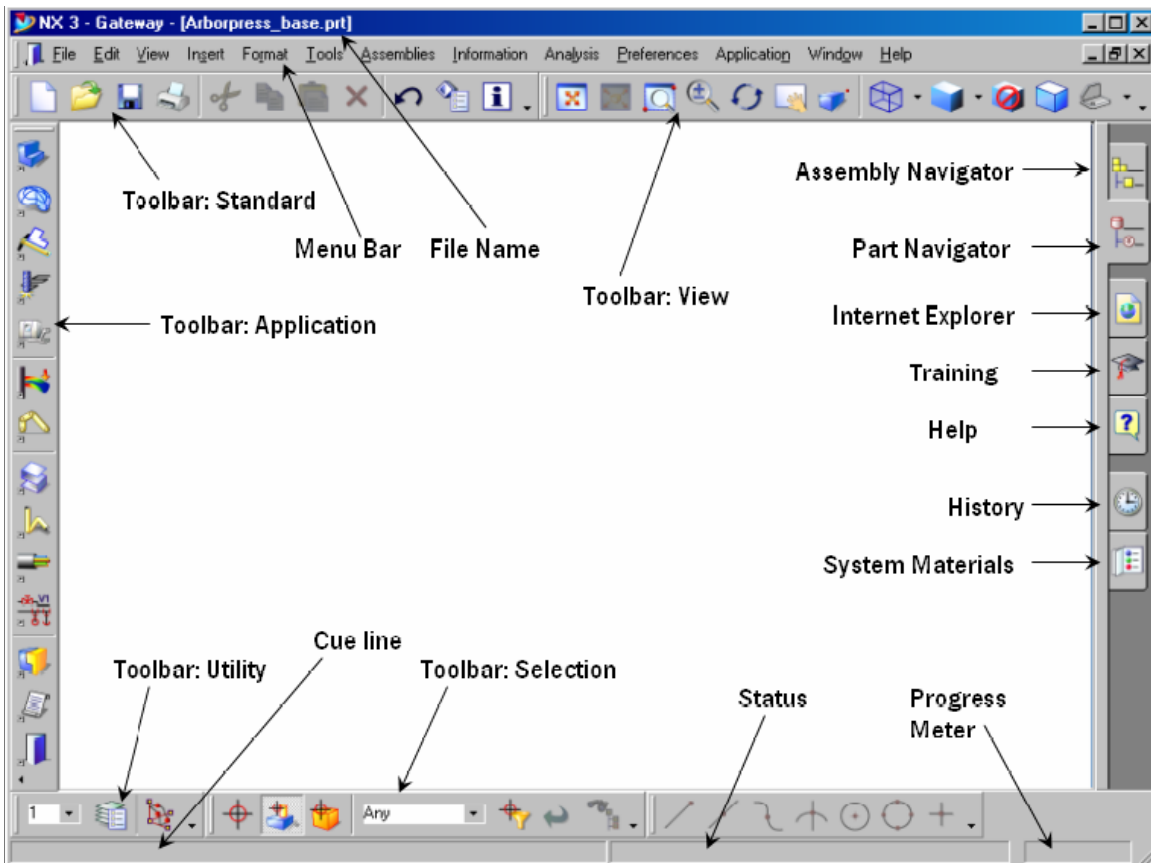 NX 3 - Gateway - [Arborpress_base.prt]
File Edit View Insert Format Tools Assemblies Information Analysis Preferences Application Window Help
Toolbar: Standard
Menu Bar
File Name
Toolbar: View
Toolbar: Application
Assembly Navigator
Part Navigator
Internet Explorer
Training
Help
History
System Materials
Cue line
Toolbar: Utility
Toolbar: Selection
Status
Progress
Meter
1
Any